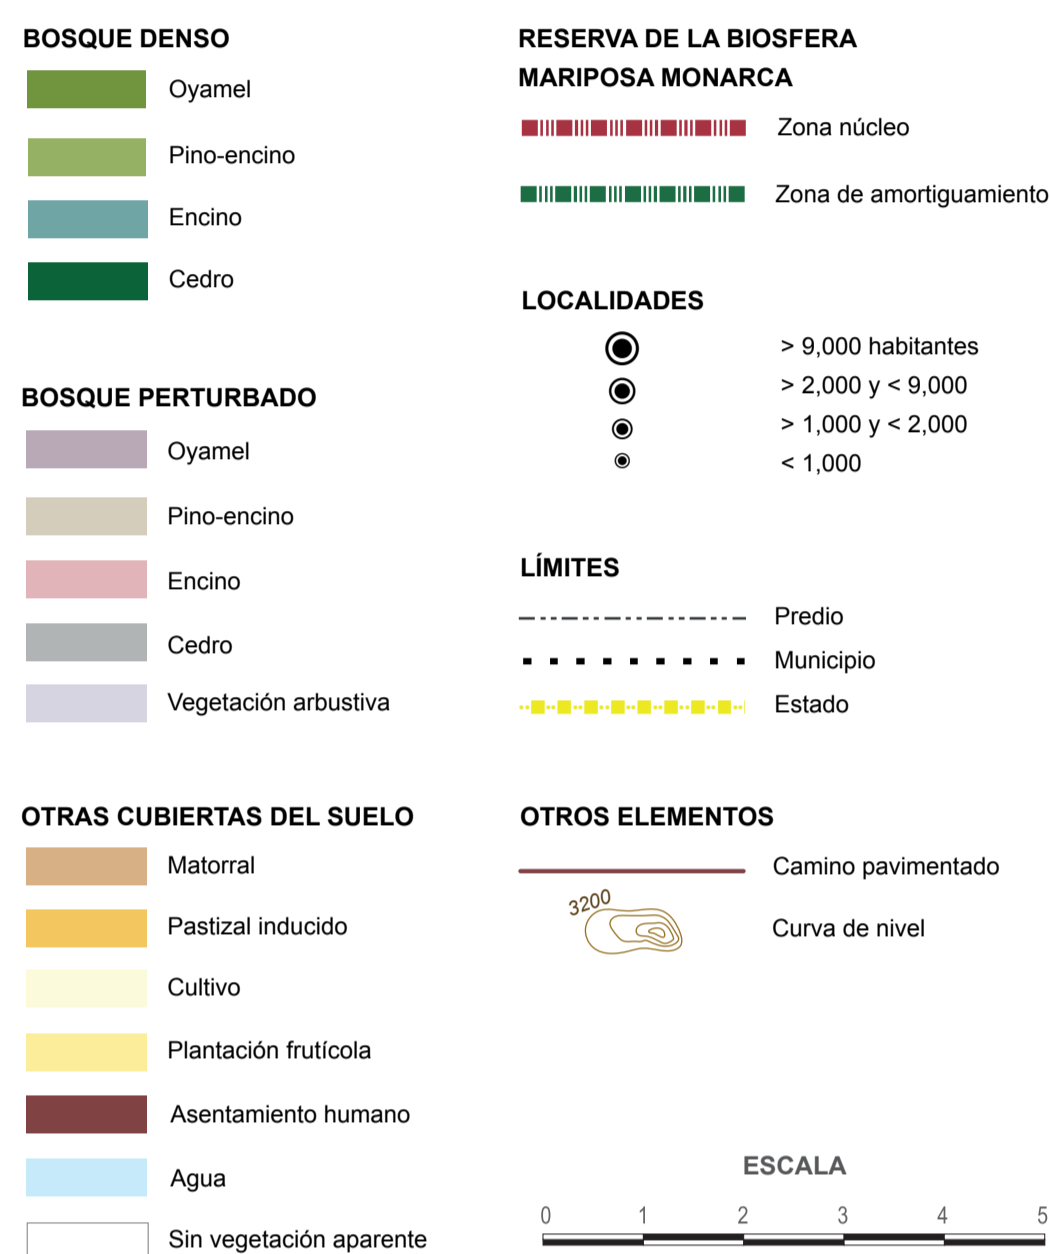 BOSQUE DENSO
Oyamel
Pino-encino
Encino
Cedro
BOSQUE PERTURBADO
Oyamel
Pino-encino
Encino
Cedro
Vegetación arbustiva
OTRAS CUBIERTAS DEL SUELO
Matorral
Pastizal inducido
Cultivo
Plantación frutícola
Asentamiento humano
Agua
Sin vegetación aparente
RESERVA DE LA BIOSFERA
MARIPOSA MONARCA
Zona núcleo
Zona de amortiguamiento
LOCALIDADES
> 9,000 habitantes
> 2,000 y < 9,000
> 1,000 y < 2,000
< 1,000
LÍMITES
Predio
Municipio
Estado
OTROS ELEMENTOS
Camino pavimentado
3200
Curva de nivel
ESCALA
0 1 2 3 4 5